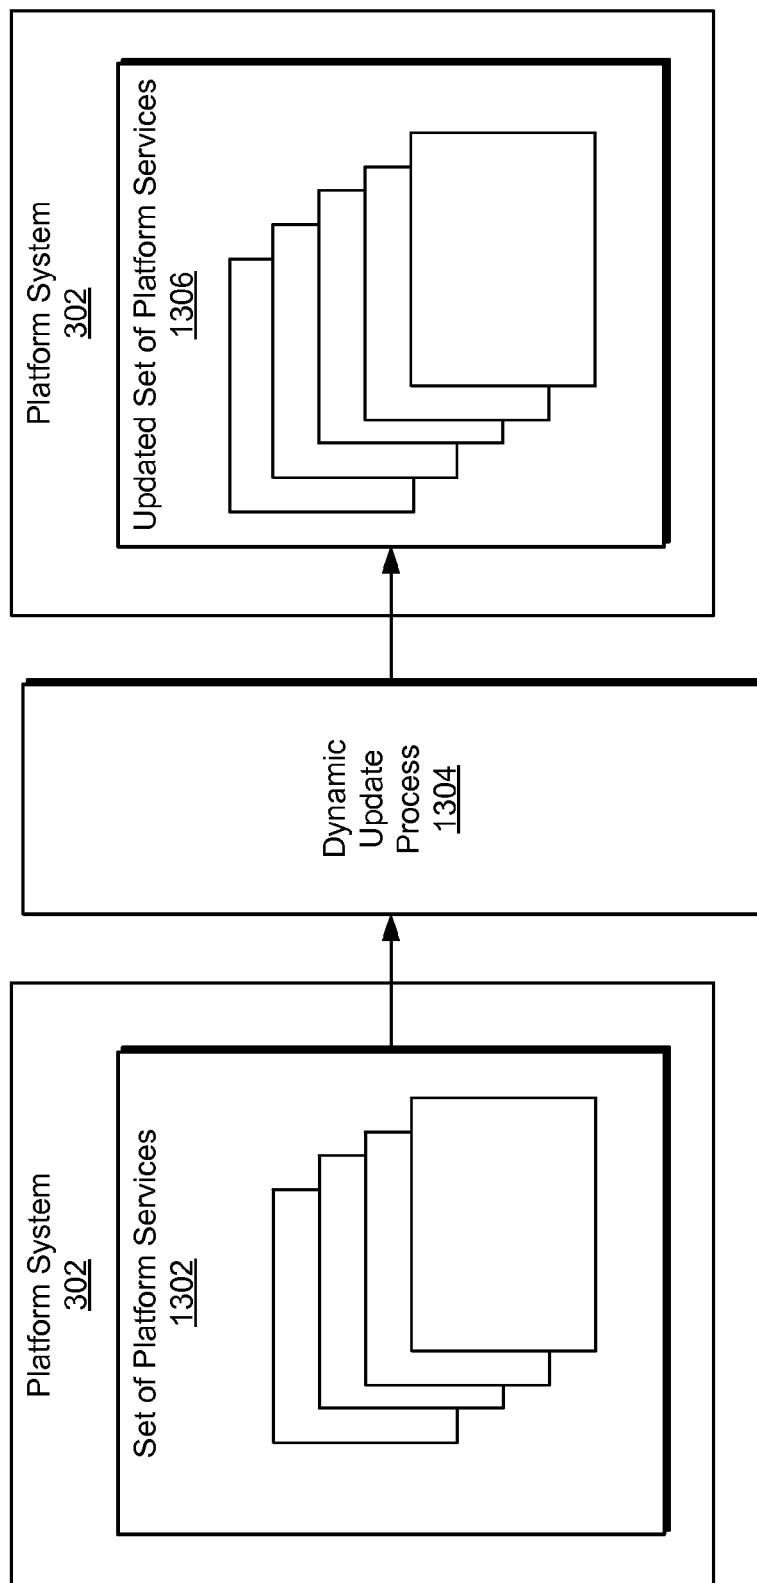 Platform System
302
Set of Platform Services
1302
Dynamic
Update
Process
1304
Platform System
302
Updated Set of Platform Services
1306